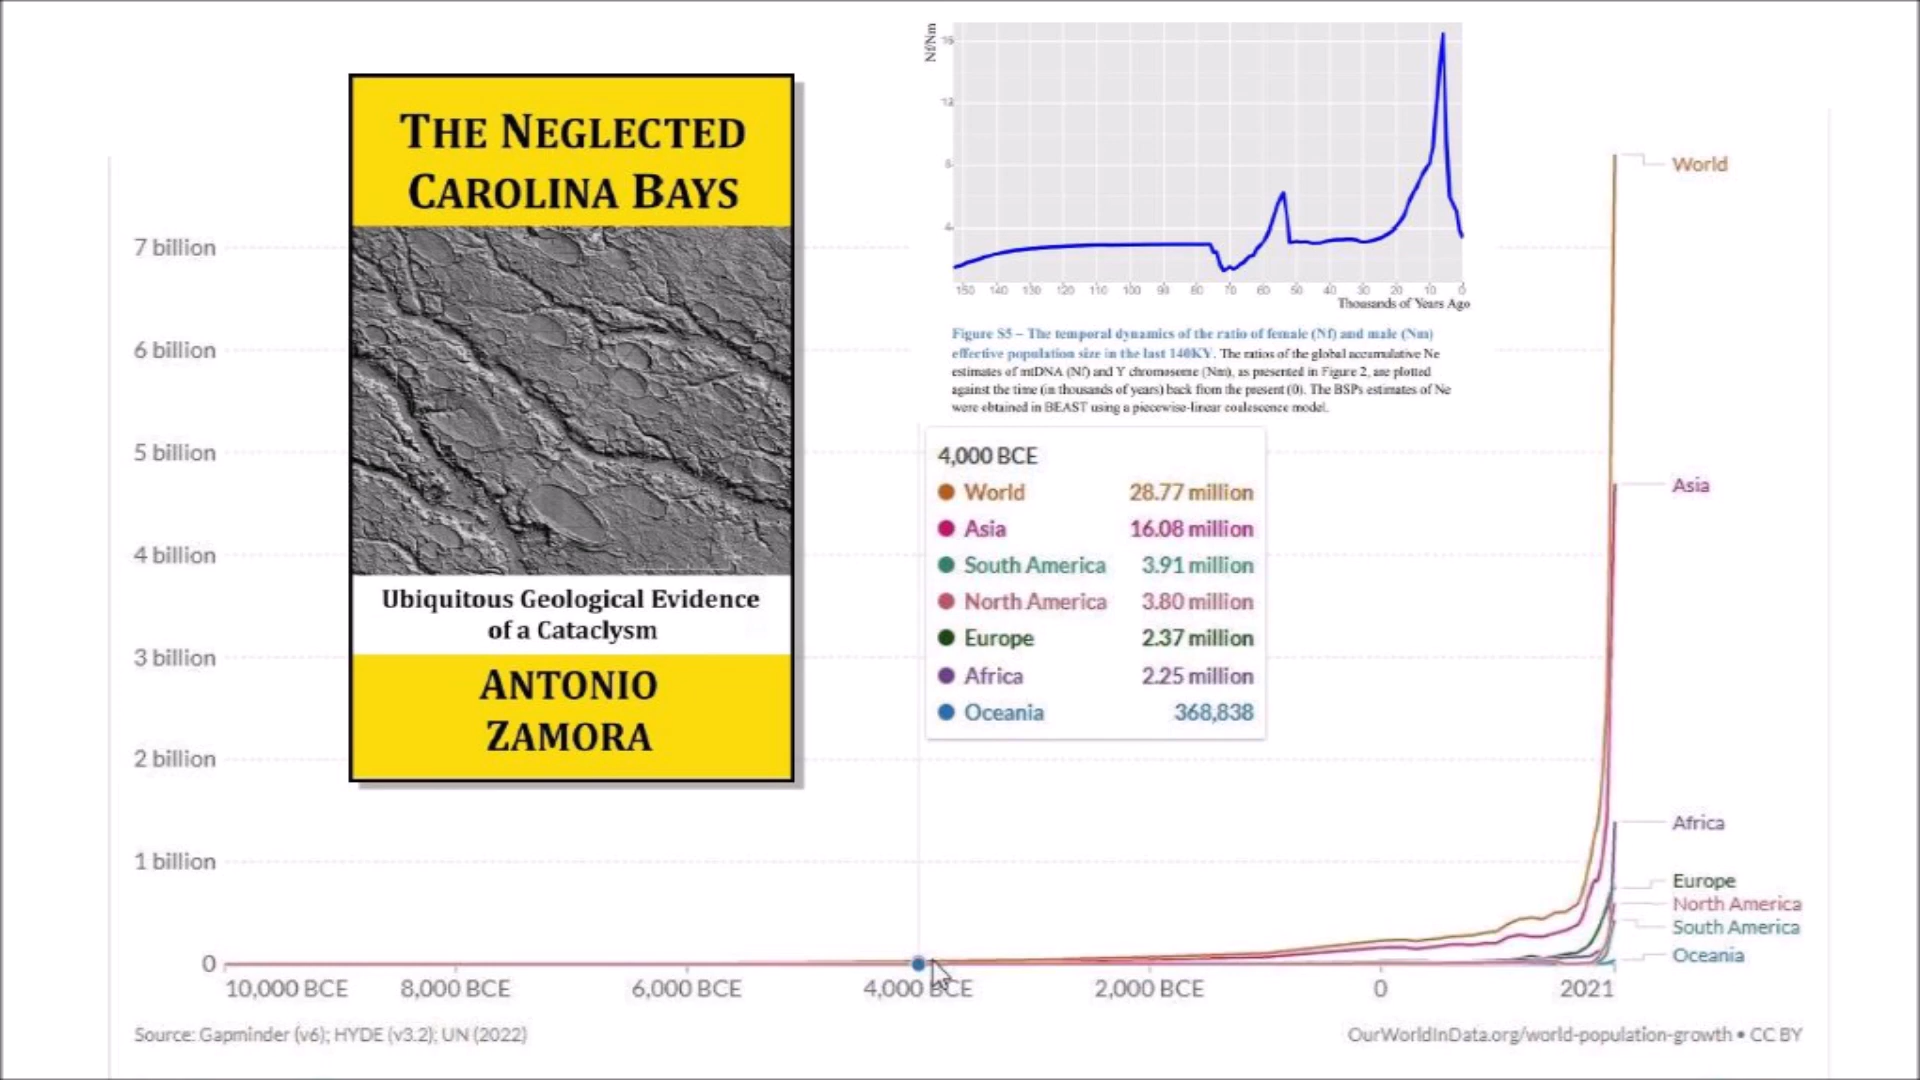 THE NEGLECTED
CAROLINA BAYS
Ubiquitous Geological Evidence
of a Cataclysm
ANTONIO
ZAMORA
Nf/Nm
16
12
8
4
150 140 130 120 110 100 90 80 70 60 50 40 30 20 10 0
Thousands of Years Ago
Figure S5 – The temporal dynamics of the ratio of female (Nf) and male (Nm)
effective population size in the last 140KY. The ratios of the global accumulative Ne
estimates of mtDNA (Nf) and Y chromosome (Nm), as presented in Figure 2, are plotted
against the time (in thousands of years) back from the present (0). The BSPs estimates of Ne
were obtained in BEAST using a piecewise-linear coalescence model.
4,000 BCE
World 28.77 million
Asia 16.08 million
South America 3.91 million
North America 3.80 million
Europe 2.37 million
Africa 2.25 million
Oceania 368,838
7 billion
6 billion
5 billion
4 billion
3 billion
2 billion
1 billion
0
World
Asia
Africa
Europe
North America
South America
Oceania
10,000 BCE 8,000 BCE 6,000 BCE 4,000 BCE 2,000 BCE 0 2021
Source: Gapminder (v6); HYDE (v3.2); UN (2022)
OurWorldInData.org/world-population-growth • CC BY